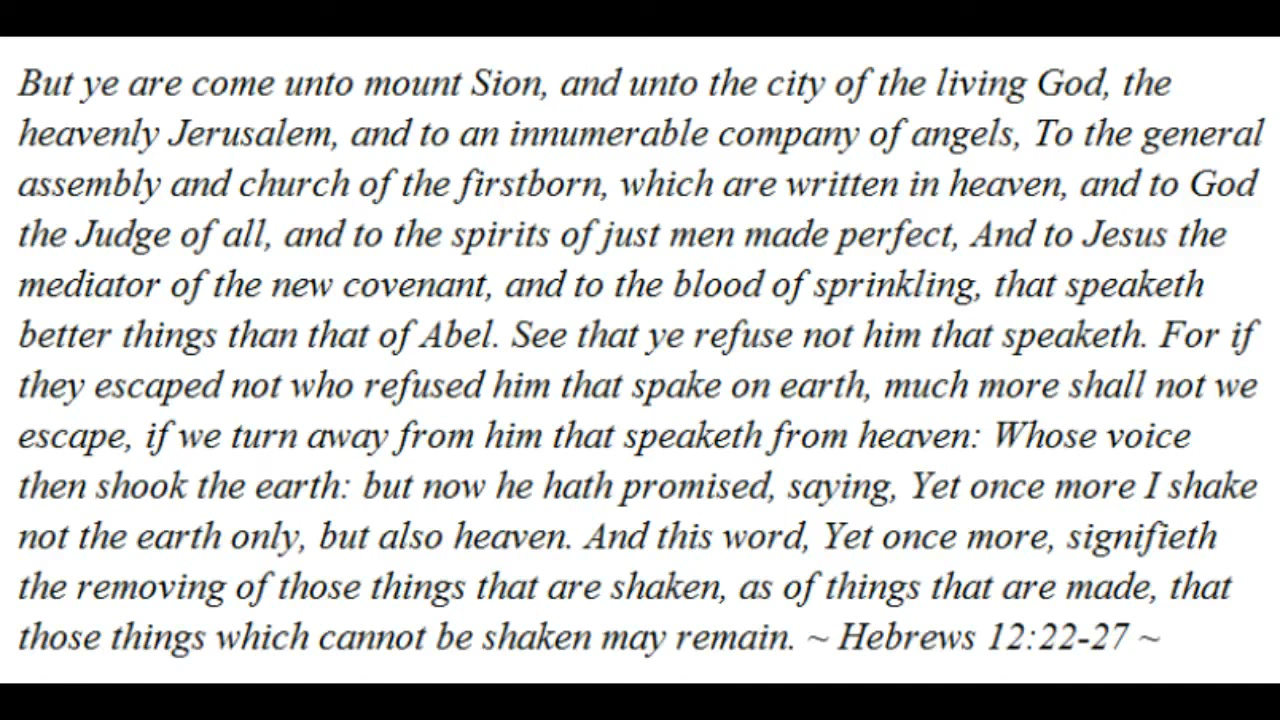 But ye are come unto mount Sion, and unto the city of the living God, the
heavenly Jerusalem, and to an innumerable company of angels, To the general
assembly and church of the firstborn, which are written in heaven, and to God
the Judge of all, and to the spirits of just men made perfect, And to Jesus the
mediator of the new covenant, and to the blood of sprinkling, that speaketh
better things than that of Abel. See that ye refuse not him that speaketh. For if
they escaped not who refused him that spake on earth, much more shall not we
escape, if we turn away from him that speaketh from heaven: Whose voice
then shook the earth: but now he hath promised, saying, Yet once more I shake
not the earth only, but also heaven. And this word, Yet once more, signifieth
the removing of those things that are shaken, as of things that are made, that
those things which cannot be shaken may remain. ~ Hebrews 12:22-27 ~